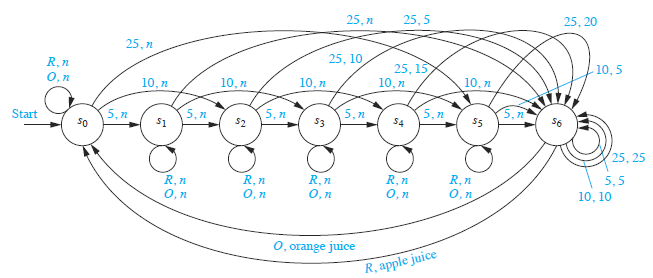 25, n
25, 5
25, 20
25, n
R, n
O, n
25, 10
25, 15
10, 5
10, n
10, n
10, n
10, n
10, n
Start
s0
5, n
s1
5, n
s2
5, n
s3
5, n
s4
5, n
s5
5, n
s6
25, 25
5, 5
10, 10
R, n
O, n
R, n
O, n
R, n
O, n
R, n
O, n
R, n
O, n
O, orange juice
R, apple juice